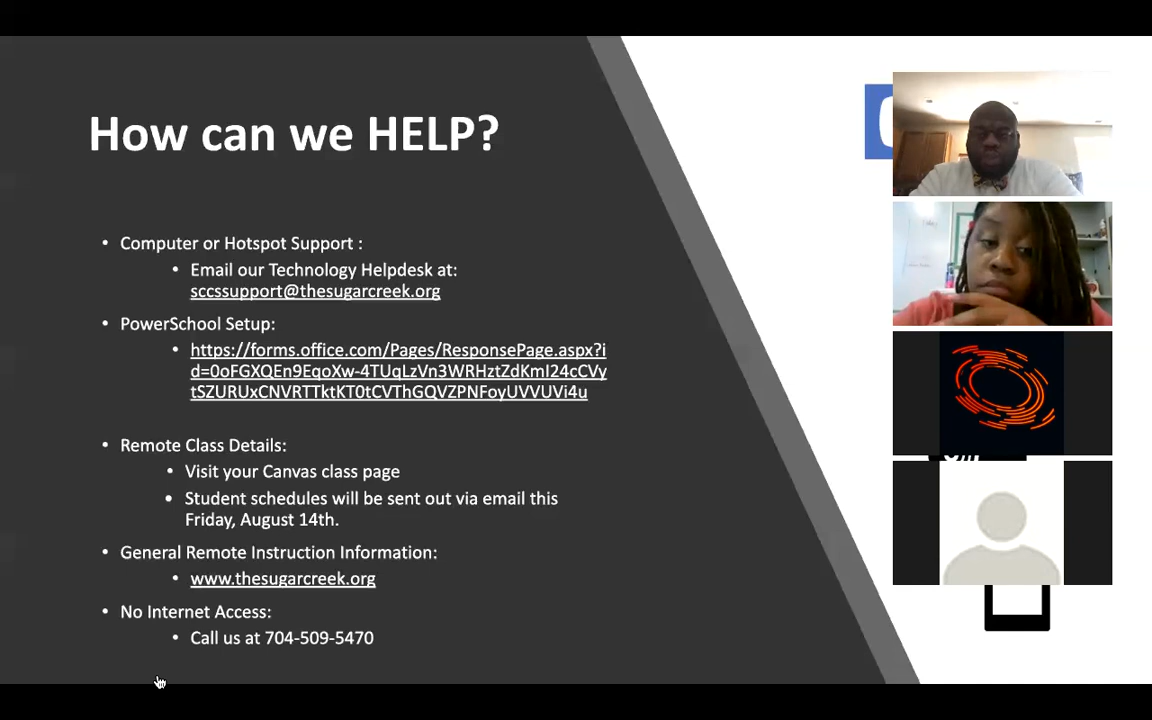 How can we HELP?
• Computer or Hotspot Support :
• Email our Technology Helpdesk at:
sccssupport@thesugarcreek.org
• PowerSchool Setup:
• https://forms.office.com/Pages/ResponsePage.aspx?i
d=0oFGXQEn9EqoXw-4TUqLzVn3WRHztZdKmI24cCVy
tSZURUxCNVRTTktKT0tCVThGQVZPNFoyUVVUVi4u
• Remote Class Details:
• Visit your Canvas class page
• Student schedules will be sent out via email this
Friday, August 14th.
• General Remote Instruction Information:
• www.thesugarcreek.org
• No Internet Access:
• Call us at 704-509-5470